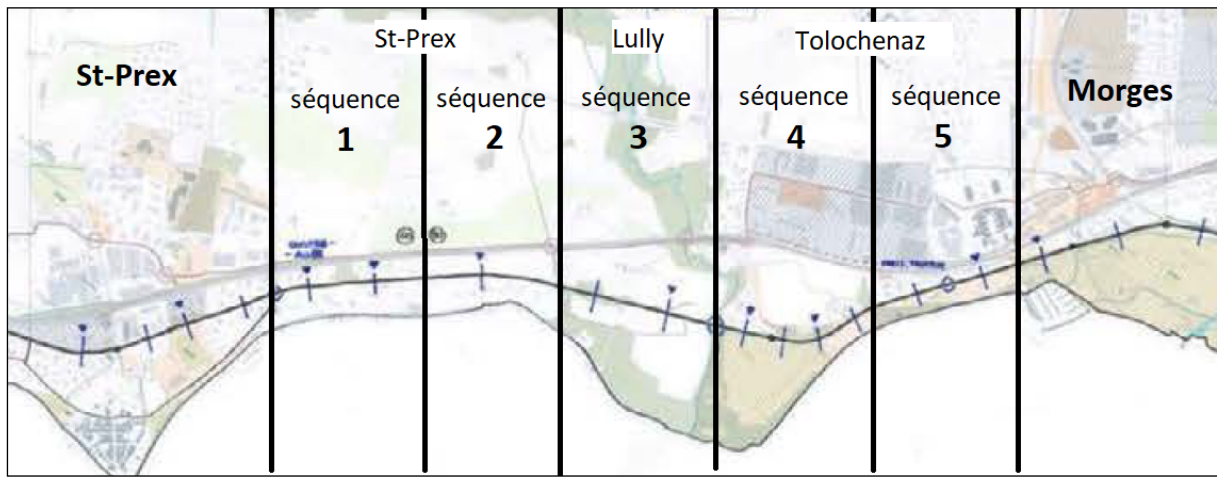 St-Prex
Lully
Tolochenaz
St-Prex
Morges
séquence
1
séquence
2
séquence
3
séquence
4
séquence
5